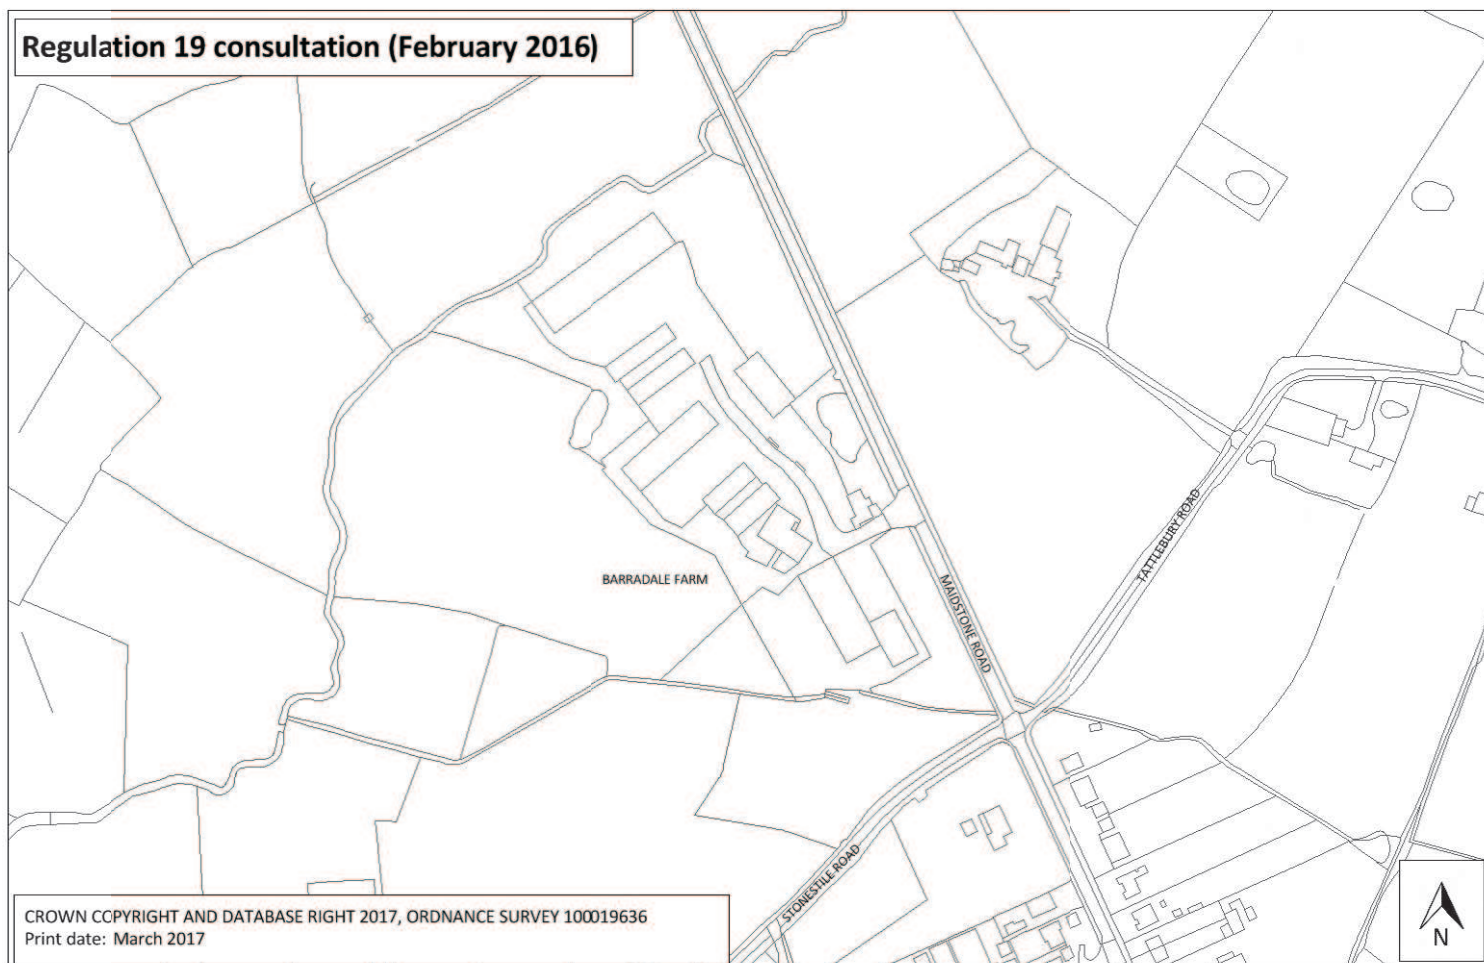 Regulation 19 consultation (February 2016)
TATTLEBURY ROAD
BARRADALE FARM
MAIDSTONE ROAD
STONESTILE ROAD
CROWN COPYRIGHT AND DATABASE RIGHT 2017, ORDNANCE SURVEY 100019636
Print date: March 2017
N